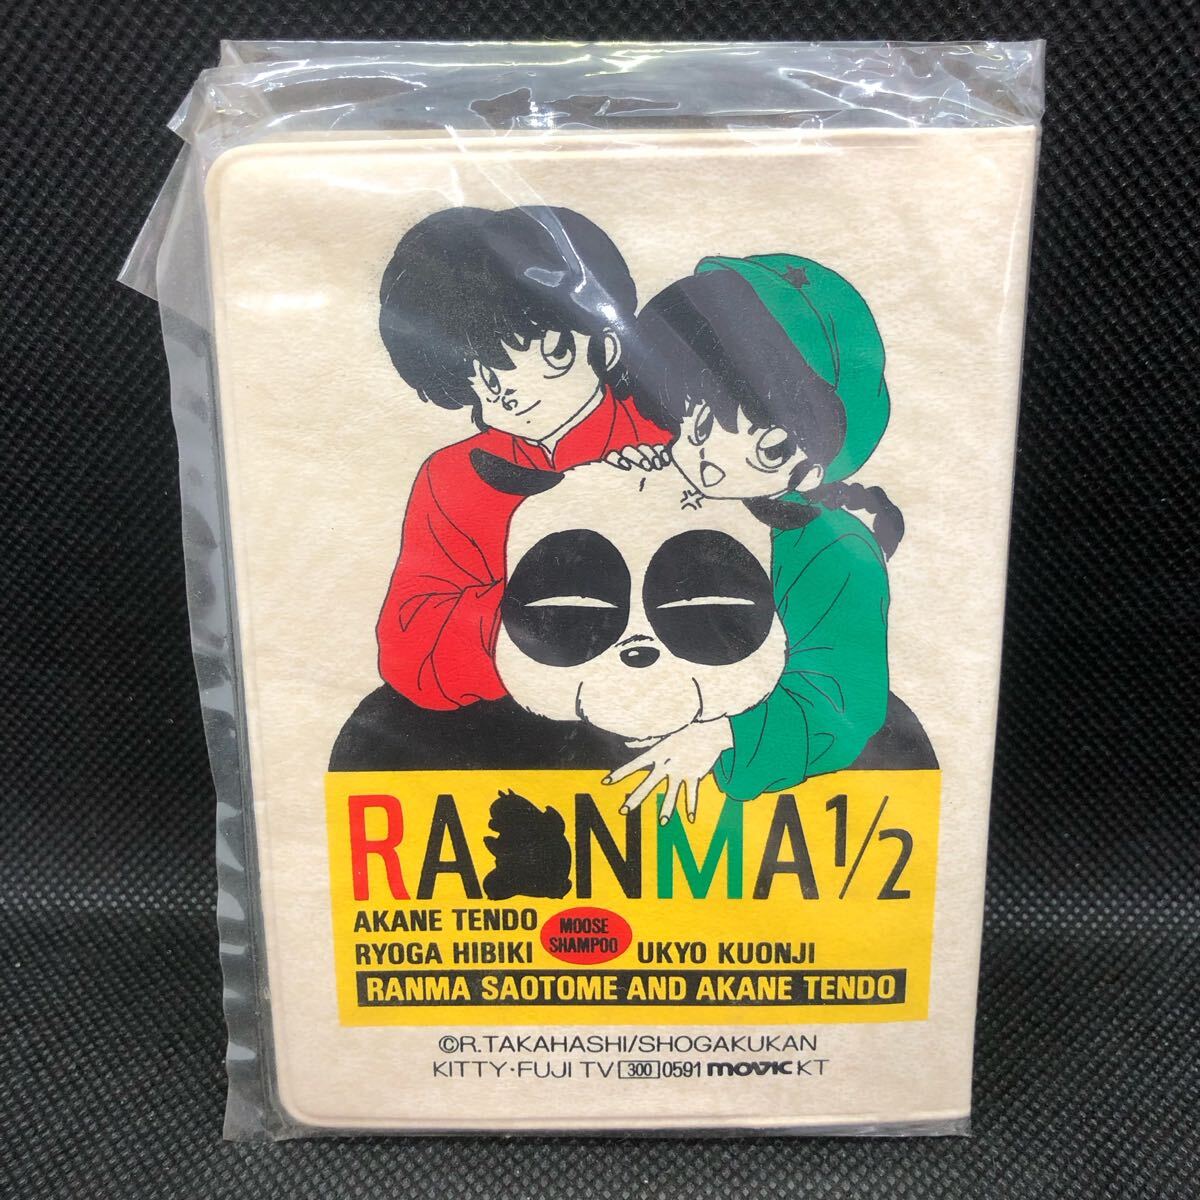 RANMA1/2
AKANE TENDO
MOOSE
SHAMPOO
RYOGA HIBIKI
UKYO KUONJI
RANMA SAOTOME AND AKANE TENDO
©R.TAKAHASHI/SHOGAKUKAN
KITTY·FUJI TV 300 0591 movic KT